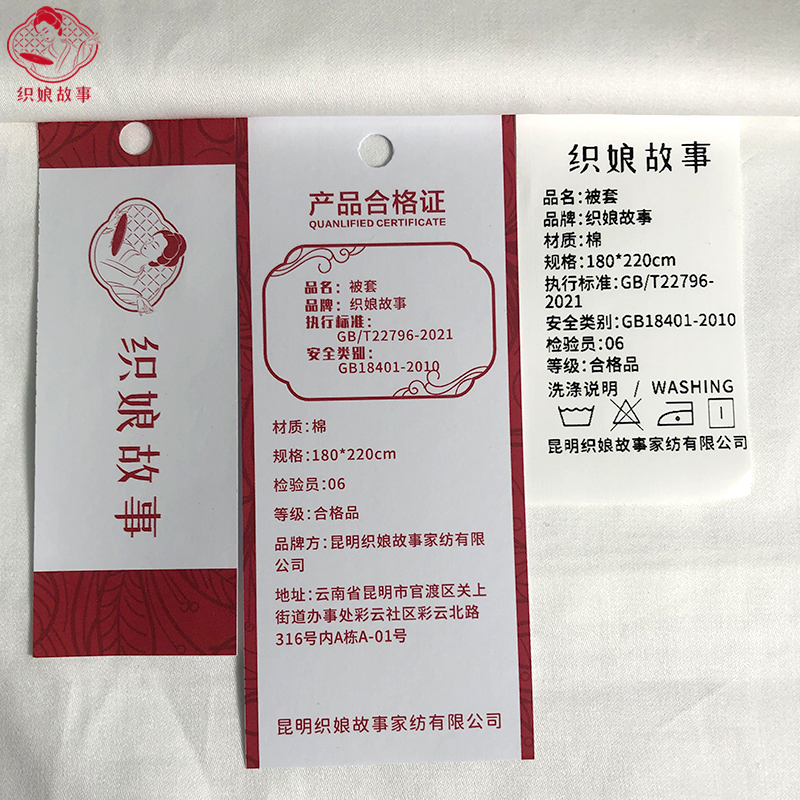 织娘故事
织娘故事
产品合格证
QUANLIFIED CERTIFICATE
品名：被套
品牌：织娘故事
执行标准：
GB/T22796-2021
安全类别：
GB18401-2010
材质:棉
规格:180*220cm
检验员:06
等级:合格品
品牌方:昆明织娘故事家纺有限
公司
地址:云南省昆明市官渡区关上
街道办事处彩云社区彩云北路
316号内A栋A-01号
昆明织娘故事家纺有限公司
织娘故事
品名:被套
品牌:织娘故事
材质:棉
规格:180*220cm
执行标准:GB/T22796-
2021
安全类别:GB18401-2010
检验员:06
等级:合格品
洗涤说明 / WASHING
昆明织娘故事家纺有限公司